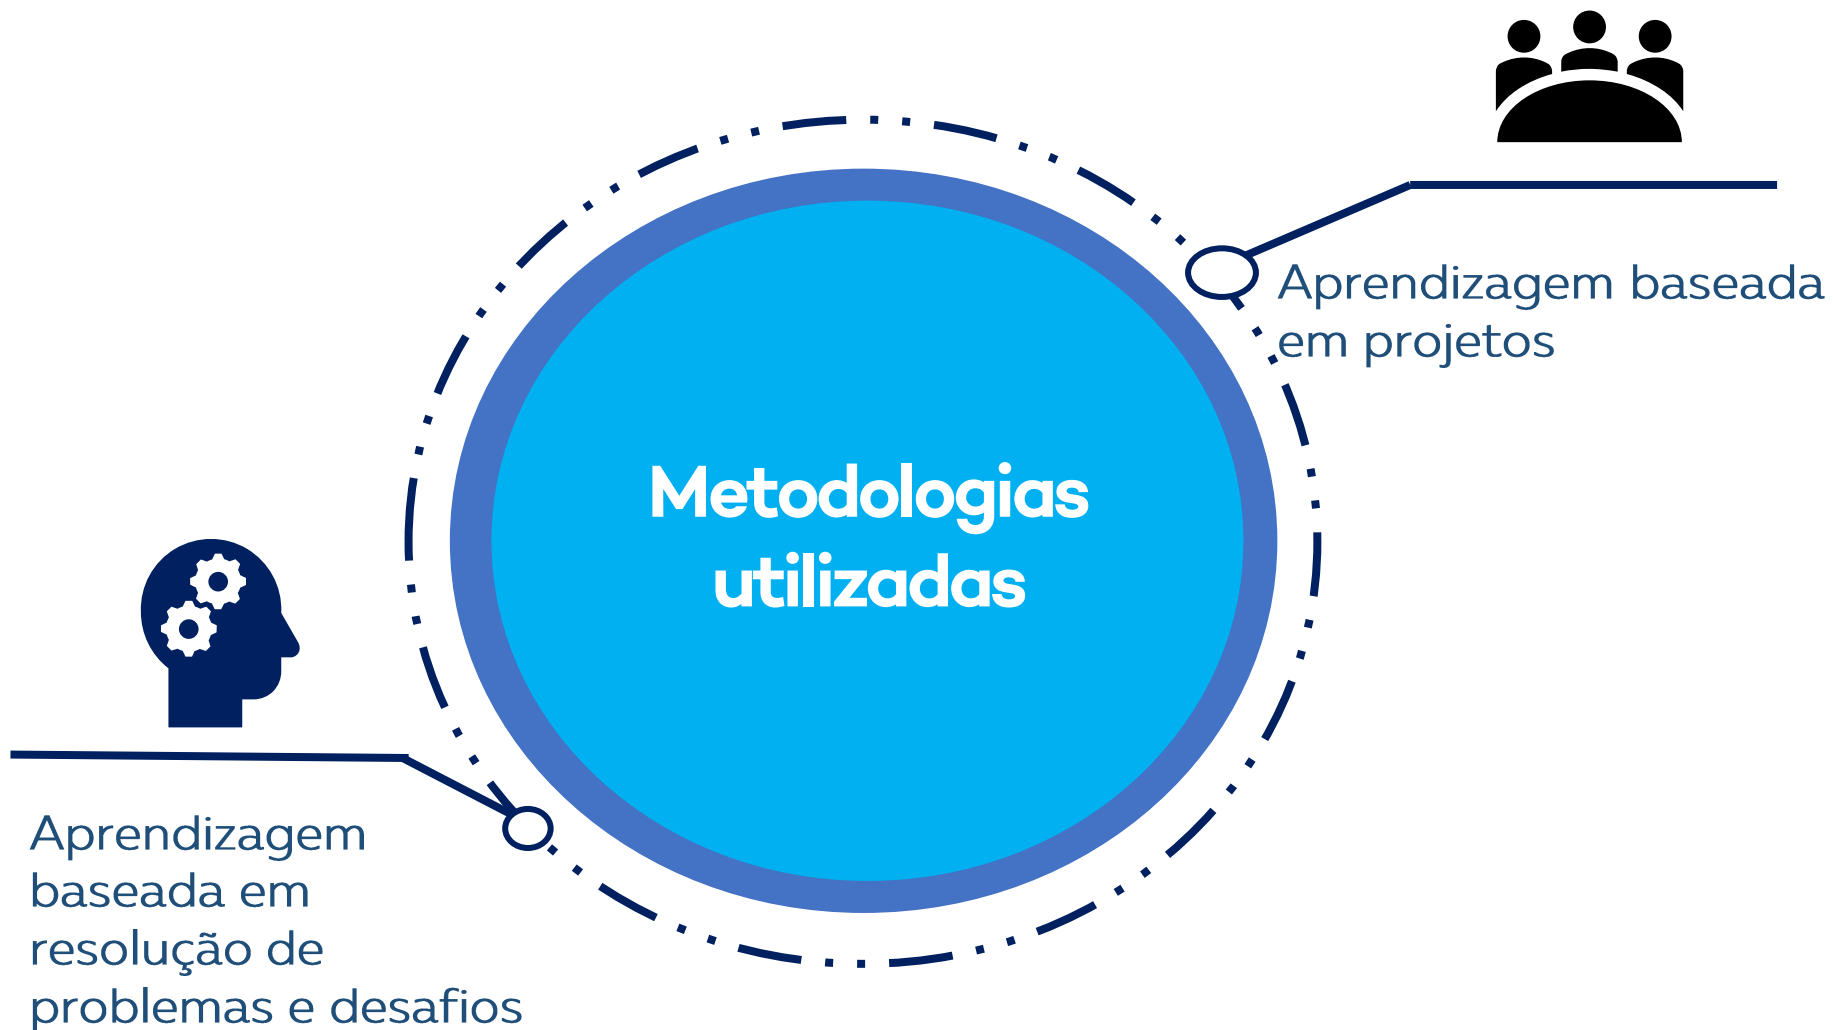 Aprendizagem baseada
em projetos
Metodologias
utilizadas
Aprendizagem
baseada em
resolução de
problemas e desafios